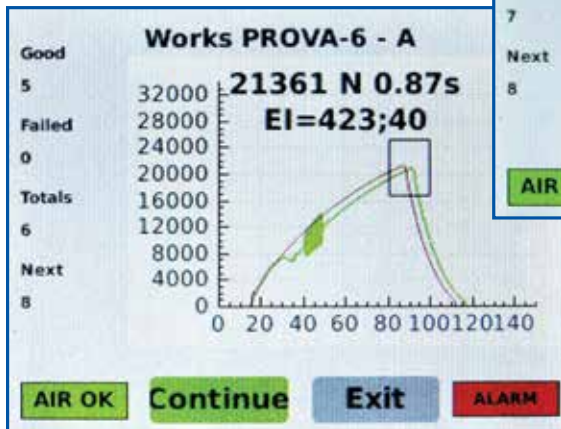 Works PROVA-6 - A
Good
5
Failed
0
Totals
6
Next
8
21361 N 0.87s
EI=423;40
32000
28000
24000
20000
16000
12000
8000
4000
0
0 20 40 60 80 100 120 140
AIR OK
Continue
Exit
ALARM
7
Next
8
AIR